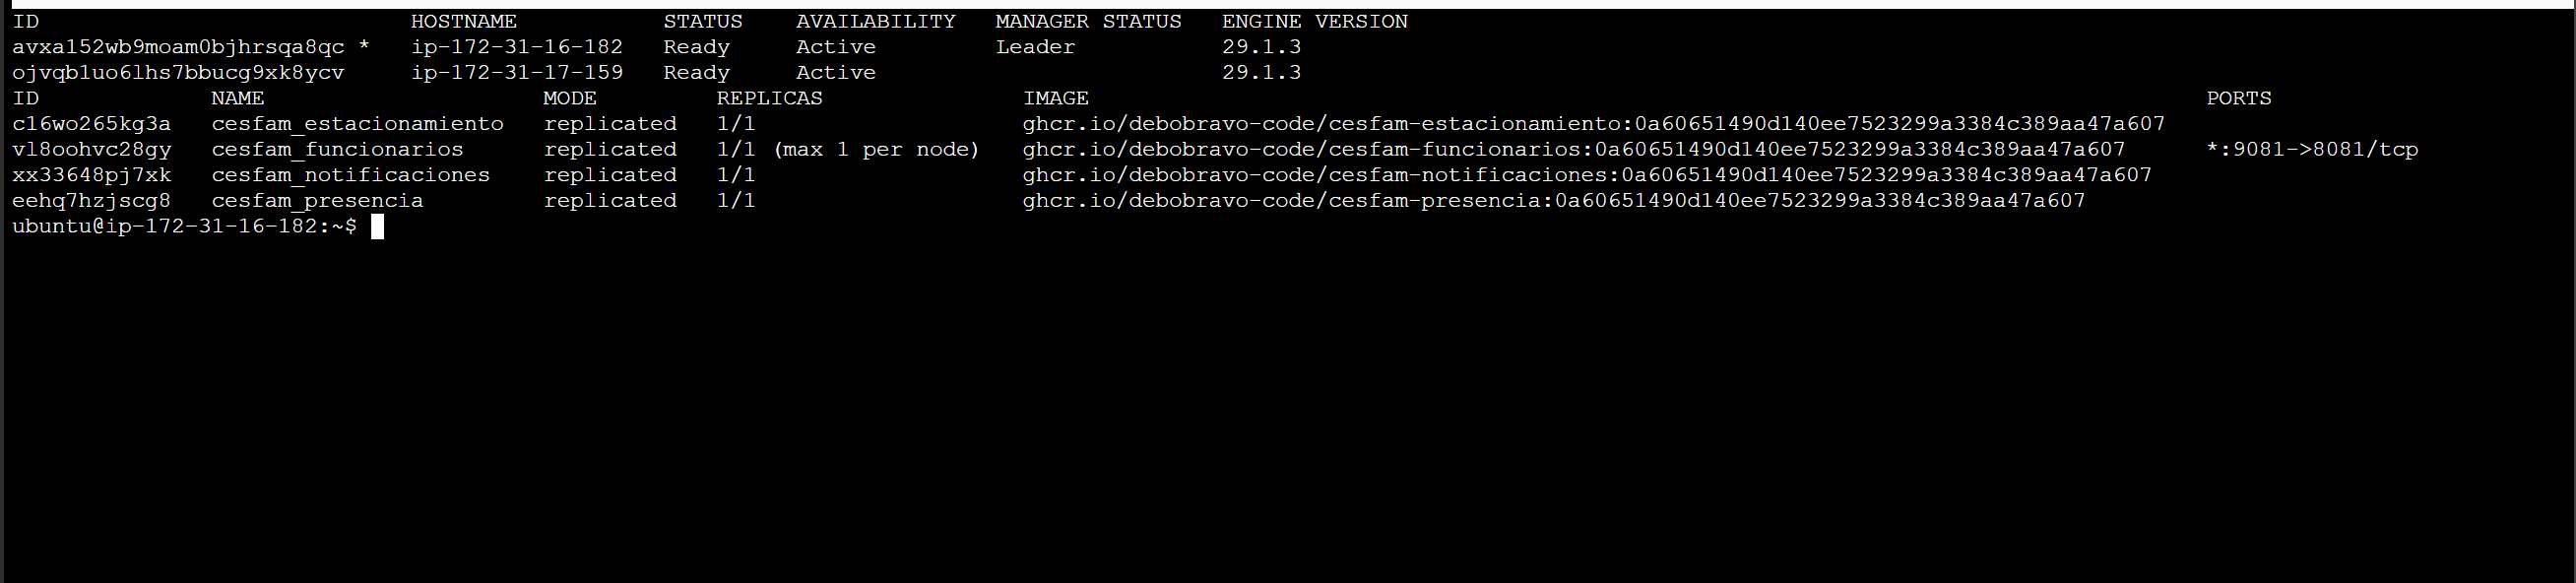 ID HOSTNAME STATUS AVAILABILITY MANAGER STATUS ENGINE VERSION
avxa152wb9moam0bjhrsqa8qc * ip-172-31-16-182 Ready Active Leader 29.1.3
ojvqb1uo6lhs7bbucg9xk8ycv ip-172-31-17-159 Ready Active 29.1.3
ID NAME MODE REPLICAS IMAGE PORTS
c16wo265kg3a cesfam_estacionamiento replicated 1/1 ghcr.io/debobravo-code/cesfam-estacionamiento:0a60651490d140ee7523299a3384c389aa47a607
vl8oohvc28gy cesfam_funcionarios replicated 1/1 (max 1 per node) ghcr.io/debobravo-code/cesfam-funcionarios:0a60651490d140ee7523299a3384c389aa47a607 *:9081->8081/tcp
xx33648pj7xk cesfam_notificaciones replicated 1/1 ghcr.io/debobravo-code/cesfam-notificaciones:0a60651490d140ee7523299a3384c389aa47a607
eehq7hzjscg8 cesfam_presencia replicated 1/1 ghcr.io/debobravo-code/cesfam-presencia:0a60651490d140ee7523299a3384c389aa47a607
ubuntu@ip-172-31-16-182:~$